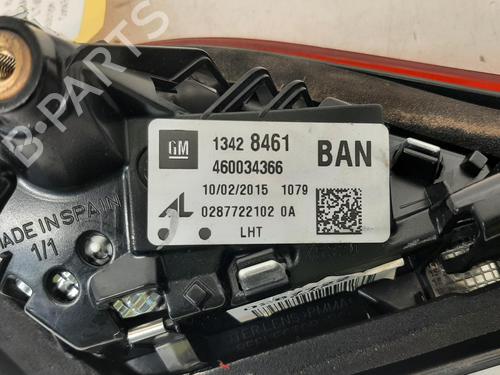 B-PARTS
GM
1342 8461
460034366
BAN
10/02/2015 1079
AL 0287722102 0A
LHT
MADE IN SPAIN
1/1